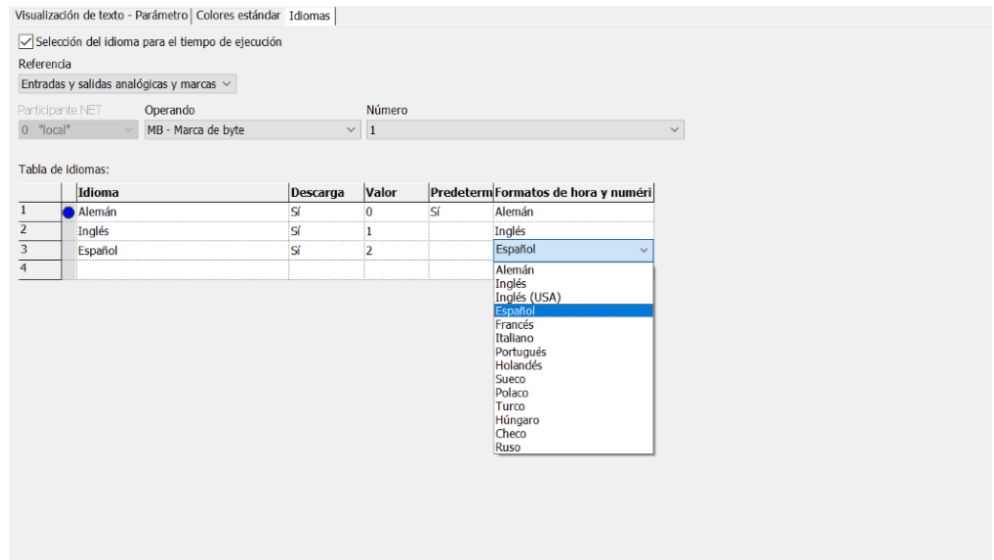 Visualización de texto - Parámetro Colores estándar Idiomas
Selección del idioma para el tiempo de ejecución
Referencia
Entradas y salidas analógicas y marcas
Participante NET Operando Número
0 "local" MB - Marca de byte 1
Tabla de idiomas:
Idioma Descarga Valor Predeterm Formatos de hora y numéri
1 Alemán Sí 0 Sí Alemán
2 Inglés Sí 1 Inglés
3 Español Sí 2 Español
4
Alemán
Inglés
Inglés (USA)
Español
Francés
Italiano
Portugués
Holandés
Sueco
Polaco
Turco
Húngaro
Checo
Ruso